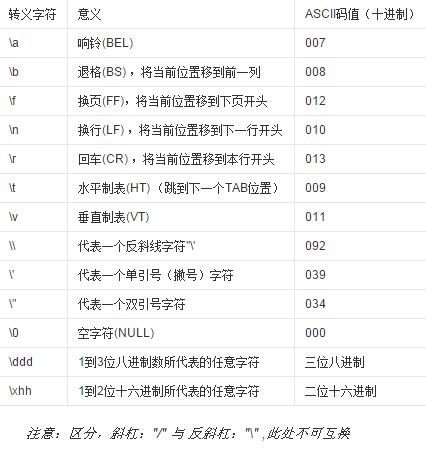 转义字符 意义 ASCII码值（十进制）
\a 响铃(BEL) 007
\b 退格(BS) ，将当前位置移到前一列 008
\f 换页(FF)，将当前位置移到下页开头 012
\n 换行(LF) ，将当前位置移到下一行开头 010
\r 回车(CR) ，将当前位置移到本行开头 013
\t 水平制表(HT) （跳到下一个TAB位置） 009
\v 垂直制表(VT) 011
\\ 代表一个反斜线字符''\' 092
\' 代表一个单引号（撇号）字符 039
\" 代表一个双引号字符 034
\0 空字符(NULL) 000
\ddd 1到3位八进制数所代表的任意字符 三位八进制
\xhh 1到2位十六进制所代表的任意字符 二位十六进制
注意：区分，斜杠："/" 与 反斜杠："\" ,此处不可互换